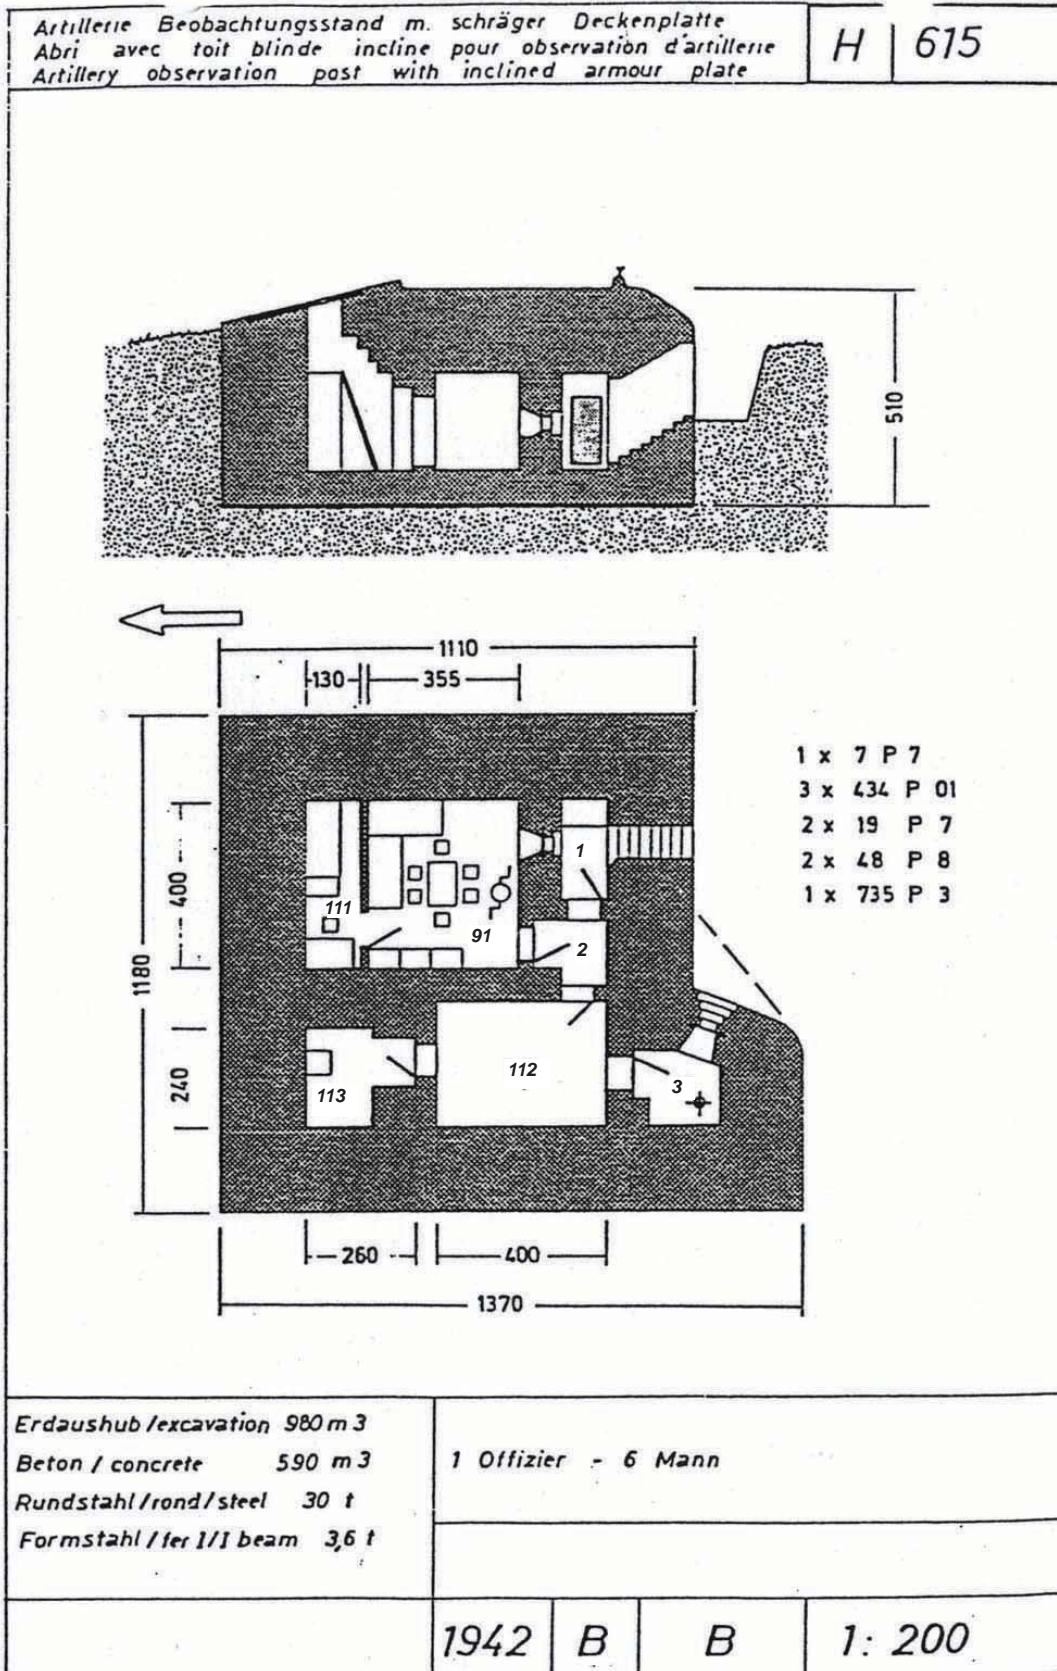 Artillerie Beobachtungsstand m. schräger Deckenplatte
Abri avec toit blinde incline pour observation d'artillerie
Artillery observation post with inclined armour plate
H 615
510
1110
130 355
1 x 7 P 7
3 x 434 P 01
2 x 19 P 7
2 x 48 P 8
1 x 735 P 3
400
1180
240
1
111
91
2
112
113
3
260 400
1370
Erdaushub/excavation 980 m 3
Beton / concrete 590 m 3
Rundstahl/rond/steel 30 t
Formstahl / fer I/I beam 3,6 t
1 Offizier - 6 Mann
1942 B B 1: 200